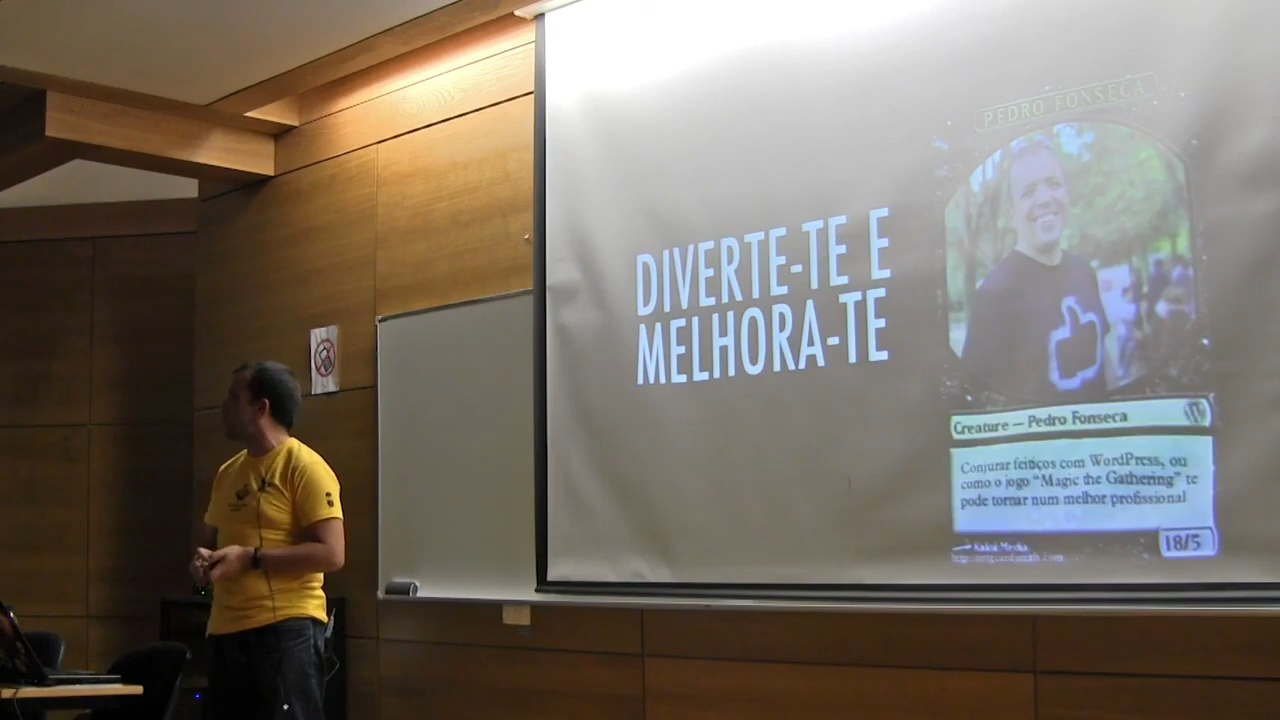 PEDRO FONSECA
DIVERTE-TE E
MELHORA-TE
Creature — Pedro Fonseca
Conjurar feitiços com WordPress, ou
como o jogo "Magic the Gathering" te
pode tornar num melhor profissional
18/5